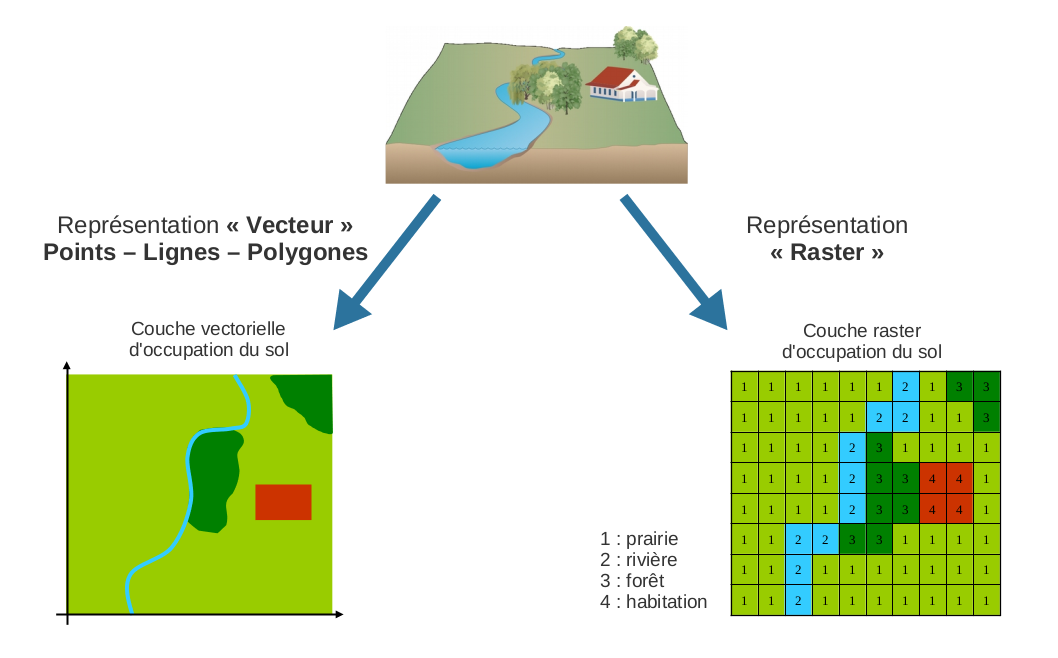 Représentation « Vecteur »
Points – Lignes – Polygones
Représentation
« Raster »
Couche vectorielle
d'occupation du sol
Couche raster
d'occupation du sol
1 1 1 1 1 1 2 1 3 3
1 1 1 1 1 2 2 1 1 3
1 1 1 1 2 3 1 1 1 1
1 1 1 1 2 3 3 4 4 1
1 1 1 1 2 3 3 4 4 1
1 1 2 2 3 3 1 1 1 1
1 1 2 1 1 1 1 1 1 1
1 1 2 1 1 1 1 1 1 1
1 : prairie
2 : rivière
3 : forêt
4 : habitation